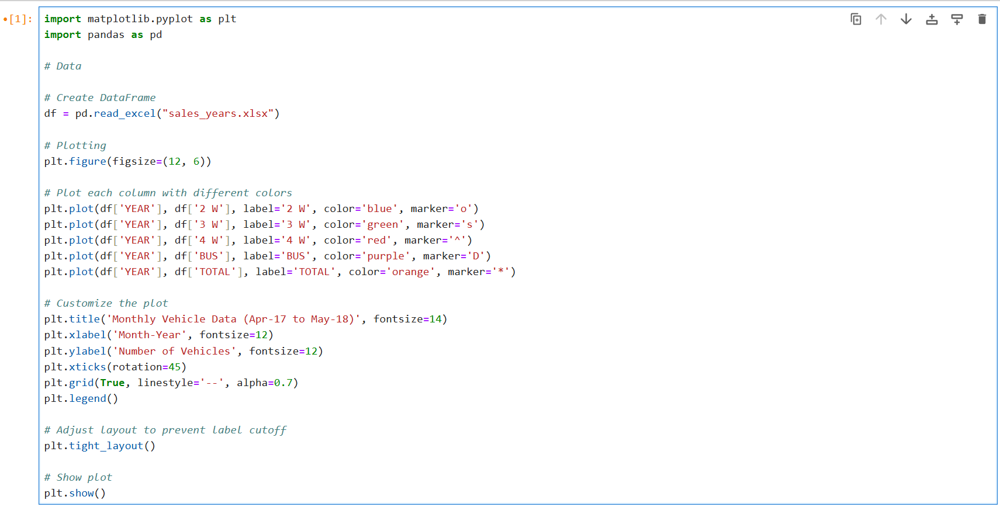 •[1]:
import matplotlib.pyplot as plt
import pandas as pd
# Data
# Create DataFrame
df = pd.read_excel("sales_years.xlsx")
# Plotting
plt.figure(figsize=(12, 6))
# Plot each column with different colors
plt.plot(df['YEAR'], df['2 W'], label='2 W', color='blue', marker='o')
plt.plot(df['YEAR'], df['3 W'], label='3 W', color='green', marker='s')
plt.plot(df['YEAR'], df['4 W'], label='4 W', color='red', marker='^')
plt.plot(df['YEAR'], df['BUS'], label='BUS', color='purple', marker='D')
plt.plot(df['YEAR'], df['TOTAL'], label='TOTAL', color='orange', marker='*')
# Customize the plot
plt.title('Monthly Vehicle Data (Apr-17 to May-18)', fontsize=14)
plt.xlabel('Month-Year', fontsize=12)
plt.ylabel('Number of Vehicles', fontsize=12)
plt.xticks(rotation=45)
plt.grid(True, linestyle='--', alpha=0.7)
plt.legend()
# Adjust layout to prevent label cutoff
plt.tight_layout()
# Show plot
plt.show()